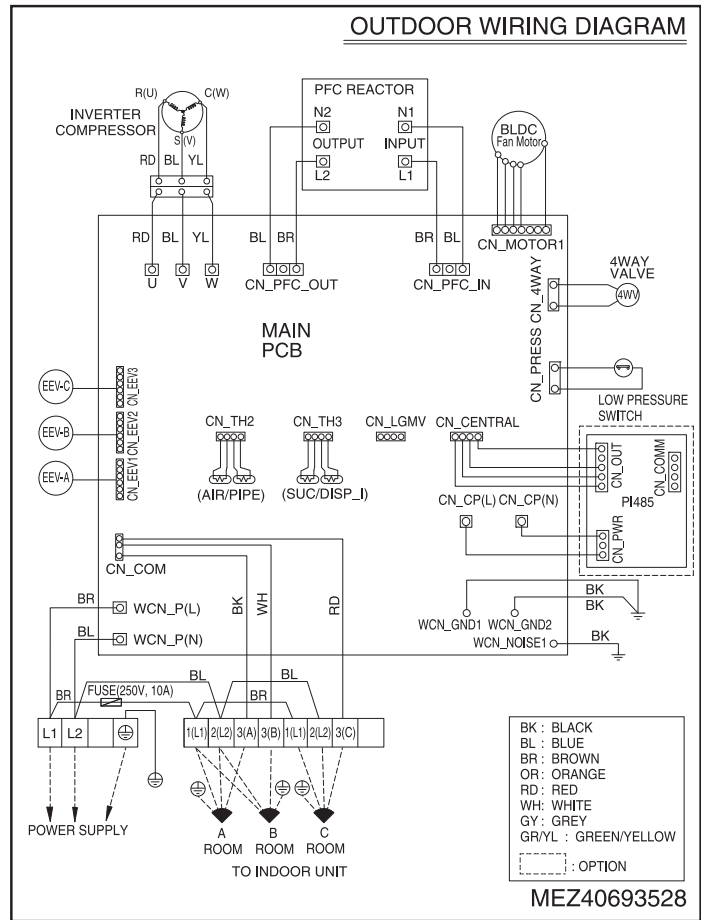 OUTDOOR WIRING DIAGRAM
R(U) C(W)
INVERTER
COMPRESSOR
S (V)
RD BL YL
PFC REACTOR
N2 N1
OUTPUT INPUT
L2 L1
BLDC
Fan Motor
RD BL YL
BL BR
BR BL
U V W
CN_PFC_OUT
CN_PFC_IN
CN_MOTOR1
CN_4WAY
4WAY
VALVE
4WV
MAIN
PCB
CN_PRESS
LOW PRESSURE
SWITCH
EEV-C
CN_EEV3
EEV-B
CN_EEV2
EEV-A
CN_EEV1
CN_TH2
(AIR/PIPE)
CN_TH3
(SUC/DISP_I)
CN_LGMV
CN_CENTRAL
CN_OUT
CN_COMM
PI485
CN_PWR
CN_CP(L) CN_CP(N)
CN_COM
BR WCN_P(L)
BL WCN_P(N)
BK WH RD
WCN_GND1 WCN_GND2
BK
BK
WCN_NOISE1 BK
BL BL
BR FUSE(250V, 10A) BR
L1 L2
1(L1) 2(L2) 3(A) 3(B) 1(L1) 2(L2) 3(C)
POWER SUPPLY
A
ROOM
B
ROOM
C
ROOM
TO INDOOR UNIT
BK : BLACK
BL : BLUE
BR : BROWN
OR : ORANGE
RD : RED
WH: WHITE
GY : GREY
GR/YL : GREEN/YELLOW
: OPTION
MEZ40693528